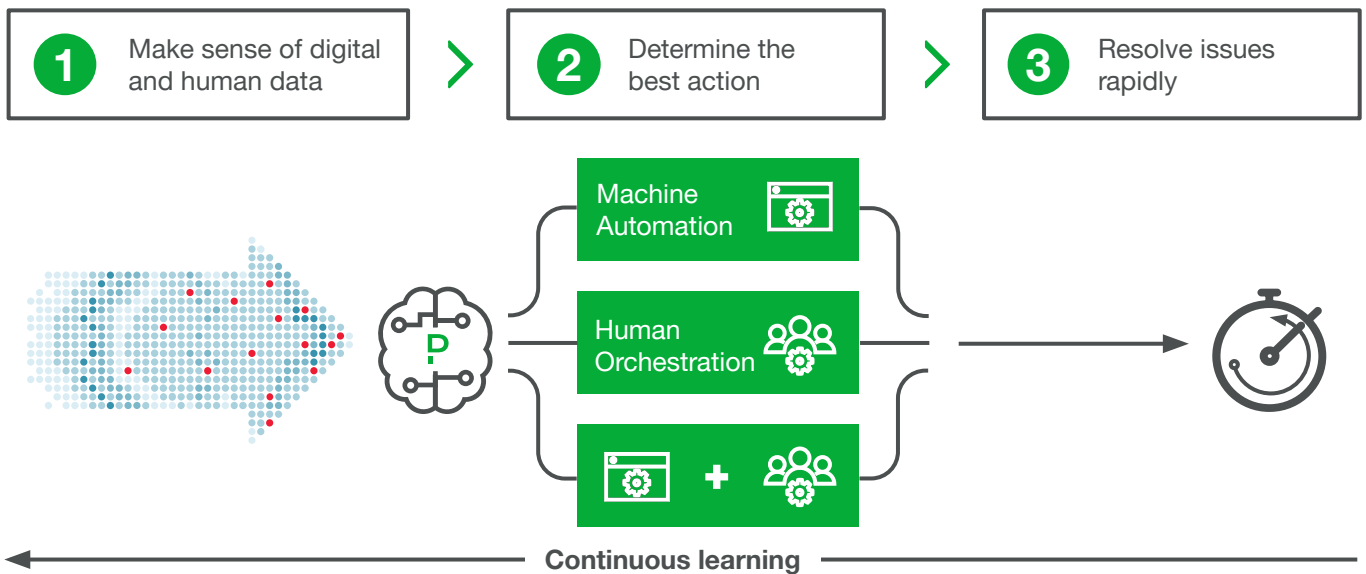 1
Make sense of digital
and human data
2
Determine the
best action
3
Resolve issues
rapidly
Machine
Automation
P
Human
Orchestration
Continuous learning